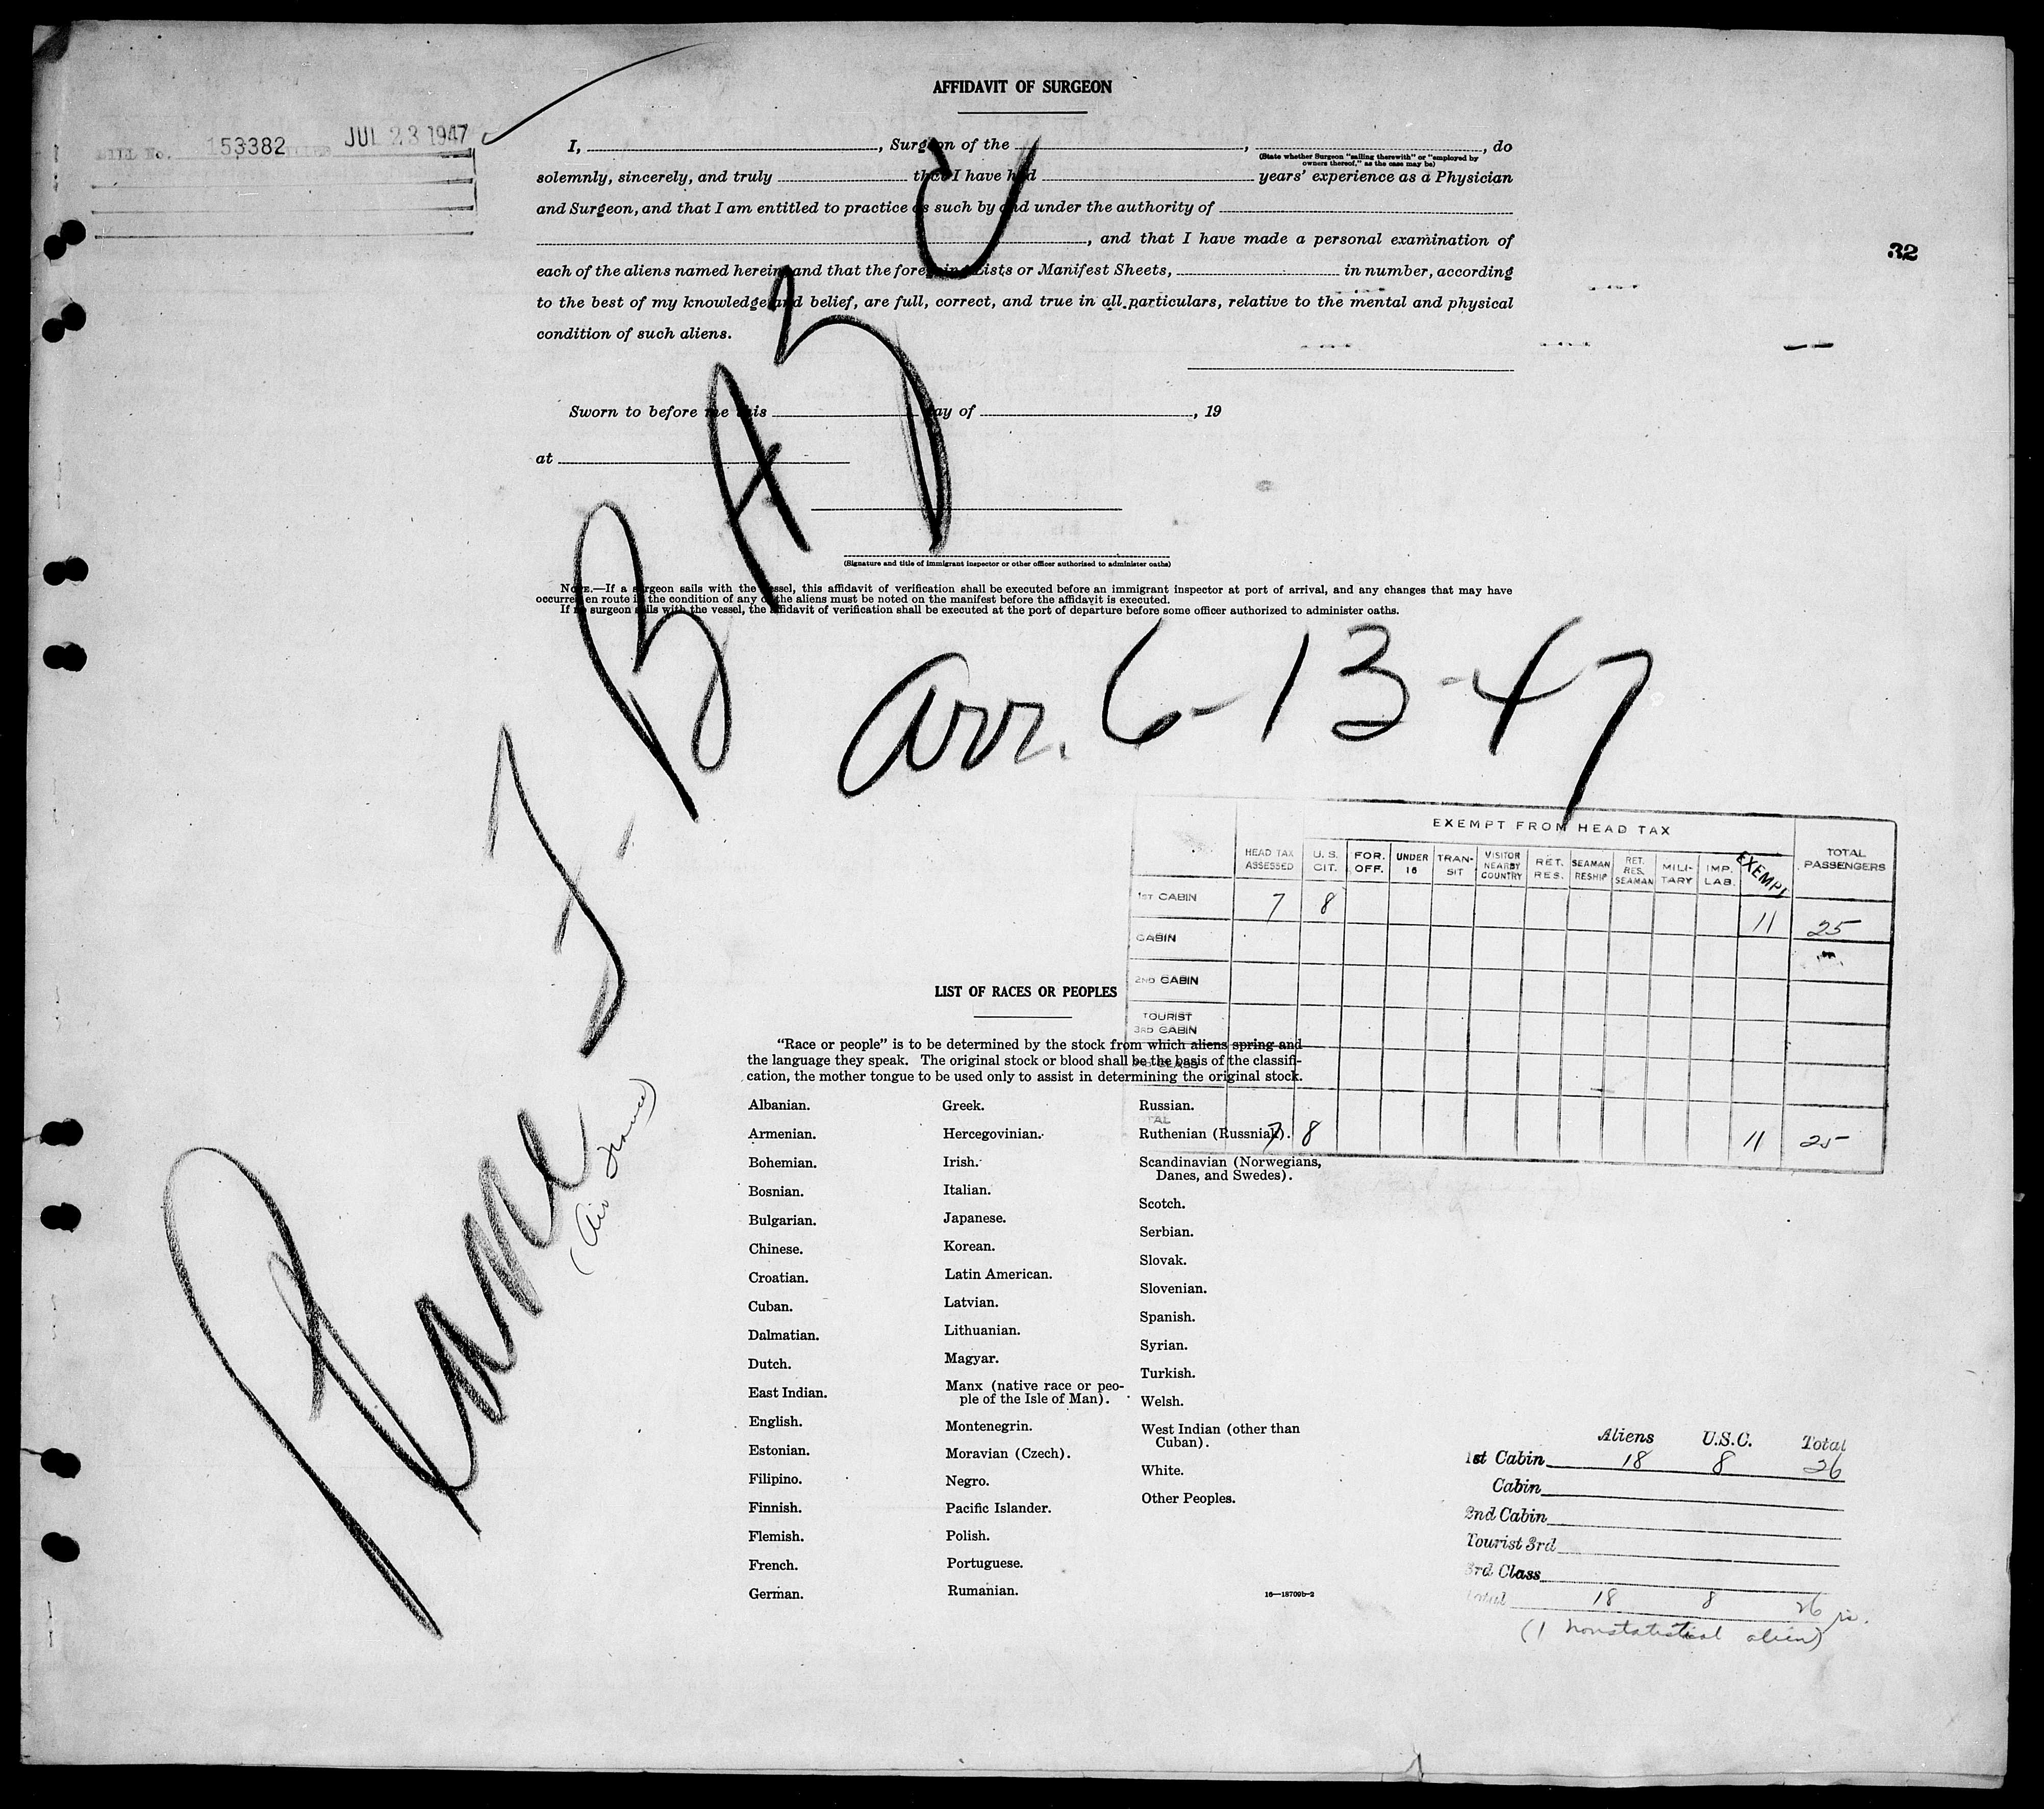 AFFIDAVIT OF SURGEON
BILL No. 153382 JUL 23 1947
32
I, , Surgeon of the , , do
(State whether Surgeon "sailing therewith" or "employed by
owners thereof," as the case may be)
solemnly, sincerely, and truly that I have had years' experience as a Physician
and Surgeon, and that I am entitled to practice as such by and under the authority of
, and that I have made a personal examination of
each of the aliens named herein, and that the foregoing Lists or Manifest Sheets, in number, according
to the best of my knowledge and belief, are full, correct, and true in all particulars, relative to the mental and physical
condition of such aliens.
Sworn to before me this day of , 19
at
(Signature and title of immigrant inspector or other officer authorized to administer oaths)
NOTE.—If a surgeon sails with the vessel, this affidavit of verification shall be executed before an immigrant inspector at port of arrival, and any changes that may have
occurred en route in the condition of any of the aliens must be noted on the manifest before the affidavit is executed.
If no surgeon sails with the vessel, the affidavit of verification shall be executed at the port of departure before some officer authorized to administer oaths.
Plane F-BAZC
(Air France)
arr. 6-13-47
EXEMPT FROM HEAD TAX
HEAD TAX ASSESSED U. S. CIT. FOR. OFF. UNDER 16 TRAN- SIT VISITOR NEARBY COUNTRY RET. RES. SEAMAN RESHIP RET. RES. SEAMAN MILI- TARY IMP. LAB. EXEMPT TOTAL PASSENGERS
1ST CABIN 7 8 11 25
CABIN
2ND CABIN
TOURIST
3RD CABIN
CLASS
TOTAL 7 8 11 25
LIST OF RACES OR PEOPLES
"Race or people" is to be determined by the stock from which aliens spring and
the language they speak. The original stock or blood shall be the basis of the classifi-
cation, the mother tongue to be used only to assist in determining the original stock.
Albanian.
Armenian.
Bohemian.
Bosnian.
Bulgarian.
Chinese.
Croatian.
Cuban.
Dalmatian.
Dutch.
East Indian.
English.
Estonian.
Filipino.
Finnish.
Flemish.
French.
German.
Greek.
Hercegovinian.
Irish.
Italian.
Japanese.
Korean.
Latin American.
Latvian.
Lithuanian.
Magyar.
Manx (native race or peo-
ple of the Isle of Man).
Montenegrin.
Moravian (Czech).
Negro.
Pacific Islander.
Polish.
Portuguese.
Rumanian.
Russian.
Ruthenian (Russniak).
Scandinavian (Norwegians,
Danes, and Swedes).
Scotch.
Serbian.
Slovak.
Slovenian.
Spanish.
Syrian.
Turkish.
Welsh.
West Indian (other than
Cuban).
White.
Other Peoples.
16—18709b-2
Aliens U.S.C. Total
1st Cabin 18 8 26
Cabin
2nd Cabin
Tourist 3rd
3rd Class
Total 18 8 26
(1 nonstatistical alien)